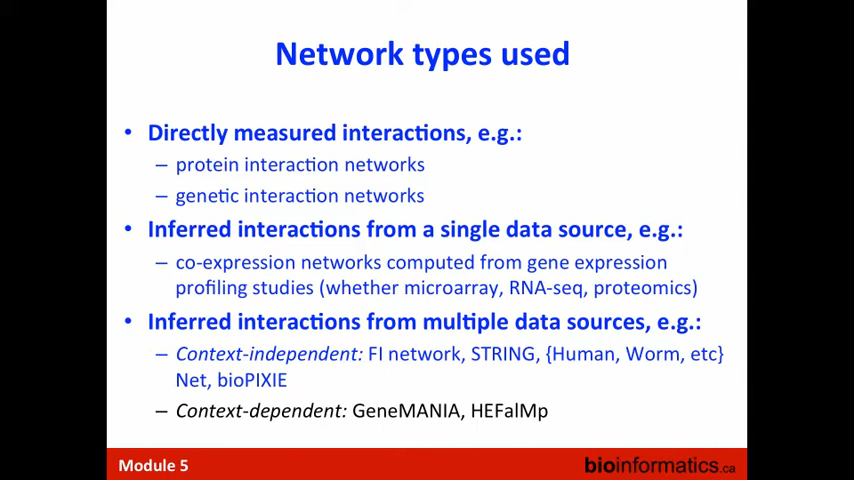 Network types used
• Directly measured interactions, e.g.:
– protein interaction networks
– genetic interaction networks
• Inferred interactions from a single data source, e.g.:
– co-expression networks computed from gene expression
profiling studies (whether microarray, RNA-seq, proteomics)
• Inferred interactions from multiple data sources, e.g.:
– Context-independent: FI network, STRING, {Human, Worm, etc}
Net, bioPIXIE
– Context-dependent: GeneMANIA, HEFalMp
Module 5
bioinformatics.ca